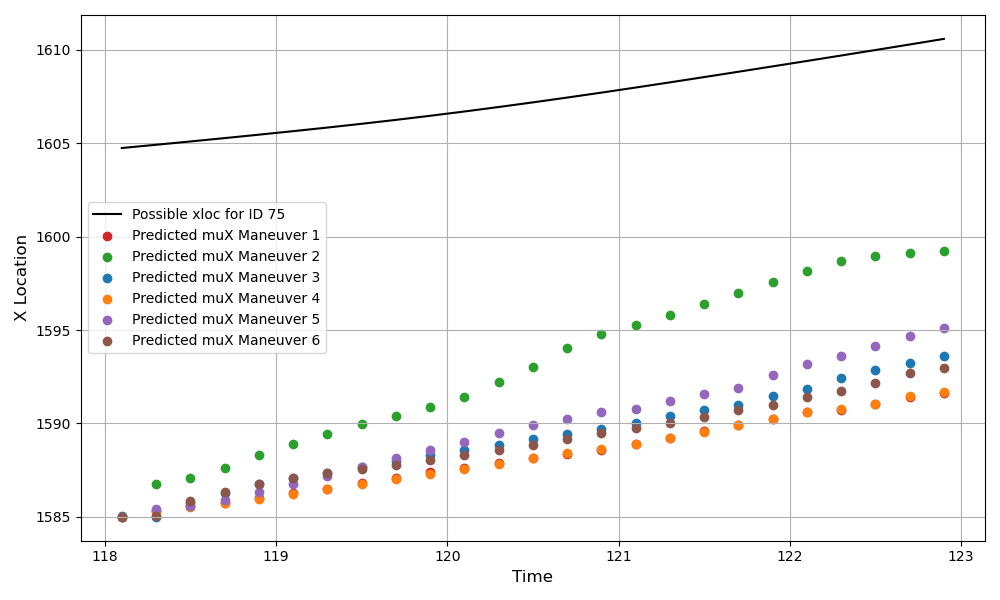 1610
1605
1600
1595
1590
1585
X Location
Possible xloc for ID 75
Predicted muX Maneuver 1
Predicted muX Maneuver 2
Predicted muX Maneuver 3
Predicted muX Maneuver 4
Predicted muX Maneuver 5
Predicted muX Maneuver 6
118 119 120 121 122 123
Time